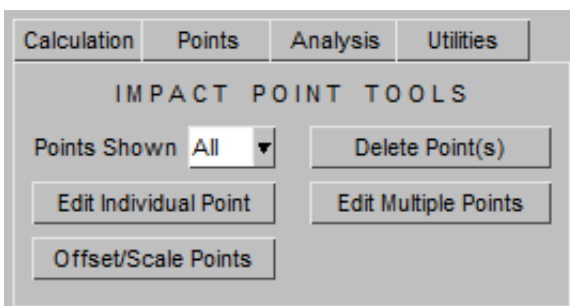 Calculation Points Analysis Utilities
IMPACT POINT TOOLS
Points Shown All Delete Point(s)
Edit Individual Point Edit Multiple Points
Offset/Scale Points